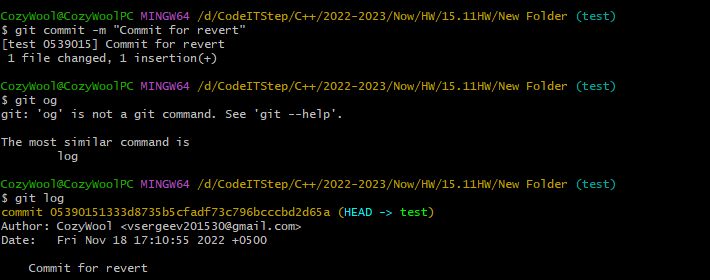 CozyWool@CozyWoolPC MINGW64 /d/CodeITStep/C++/2022-2023/Now/HW/15.11HW/New Folder (test)
$ git commit -m "Commit for revert"
[test 0539015] Commit for revert
 1 file changed, 1 insertion(+)

CozyWool@CozyWoolPC MINGW64 /d/CodeITStep/C++/2022-2023/Now/HW/15.11HW/New Folder (test)
$ git og
git: 'og' is not a git command. See 'git --help'.

The most similar command is
        log

CozyWool@CozyWoolPC MINGW64 /d/CodeITStep/C++/2022-2023/Now/HW/15.11HW/New Folder (test)
$ git log
commit 05390151333d8735b5cfadf73c796bcccbd2d65a (HEAD -> test)
Author: CozyWool <vsergeev201530@gmail.com>
Date:   Fri Nov 18 17:10:55 2022 +0500

    Commit for revert